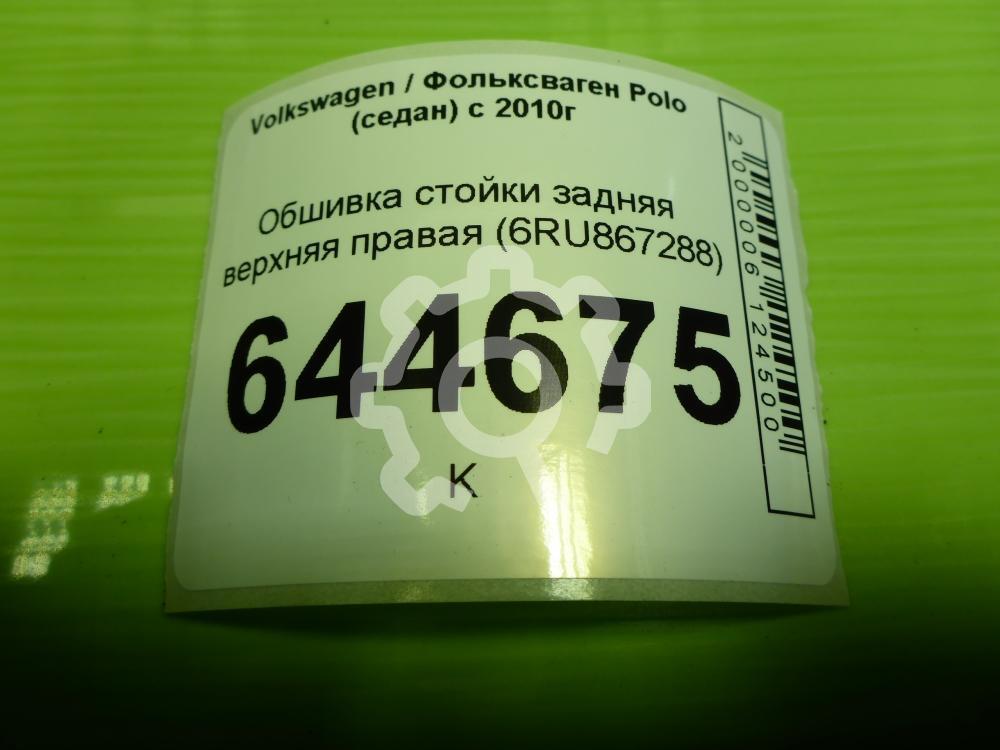 Volkswagen / Фольксваген Polo
(седан) с 2010г
Обшивка стойки задняя
верхняя правая (6RU867288)
644675
К
2000006124500